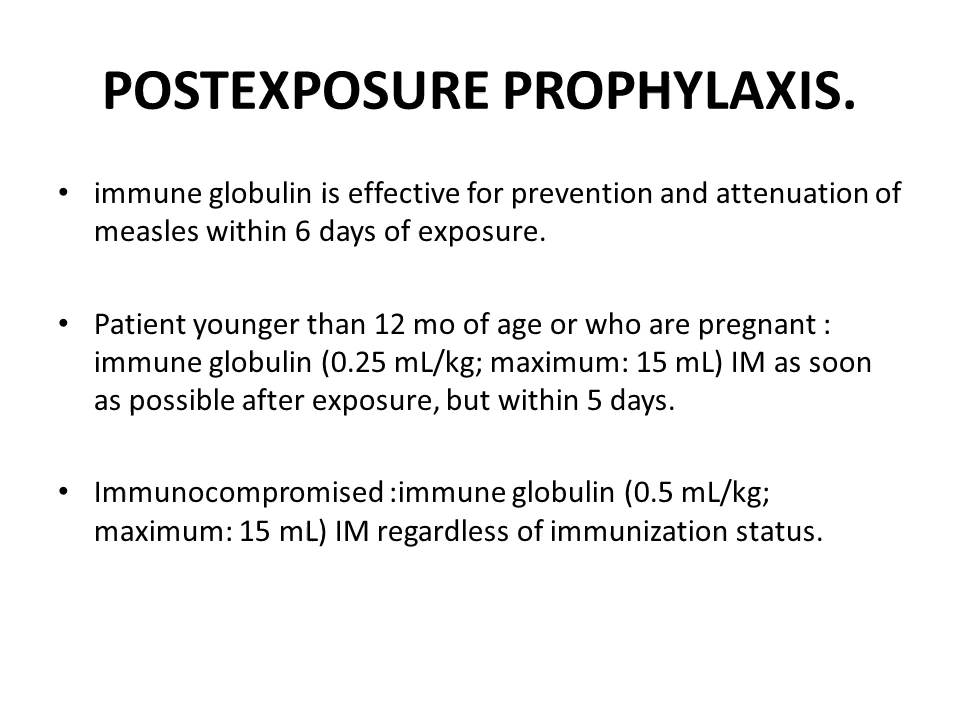 POSTEXPOSURE PROPHYLAXIS.
• immune globulin is effective for prevention and attenuation of
measles within 6 days of exposure.
• Patient younger than 12 mo of age or who are pregnant :
immune globulin (0.25 mL/kg; maximum: 15 mL) IM as soon
as possible after exposure, but within 5 days.
• Immunocompromised :immune globulin (0.5 mL/kg;
maximum: 15 mL) IM regardless of immunization status.